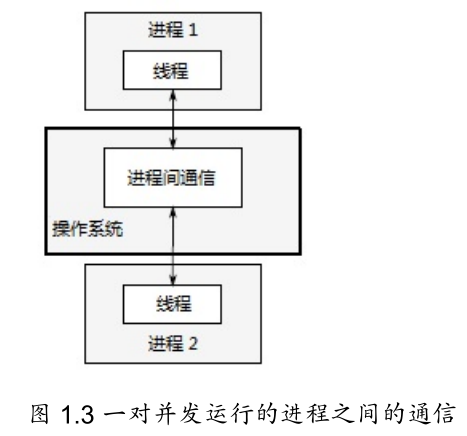 进程 1
线程
进程间通信
操作系统
线程
进程 2
图 1.3 一对并发运行的进程之间的通信